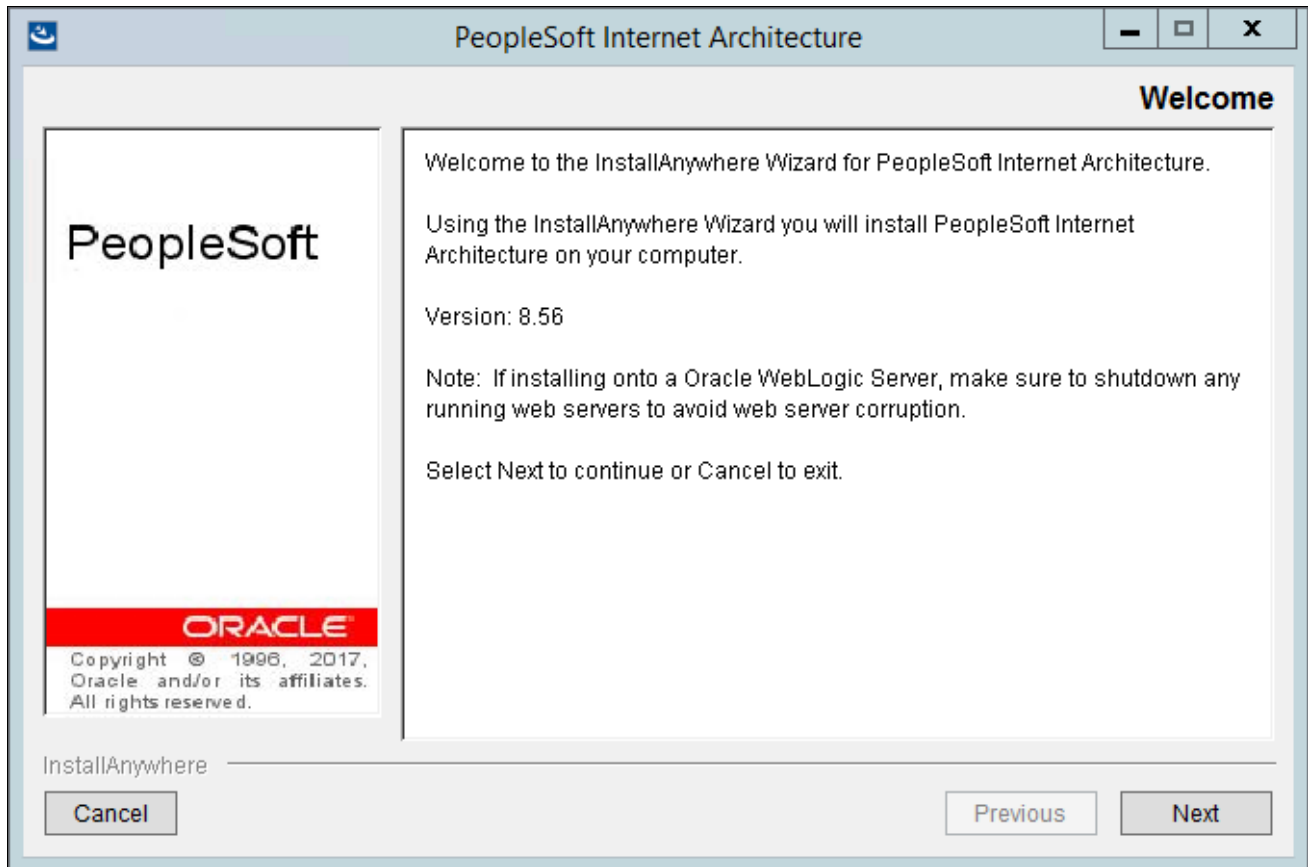 PeopleSoft Internet Architecture
Welcome
PeopleSoft
ORACLE
Copyright © 1996, 2017,
Oracle and/or its affiliates.
All rights reserved.
Welcome to the InstallAnywhere Wizard for PeopleSoft Internet Architecture.
Using the InstallAnywhere Wizard you will install PeopleSoft Internet
Architecture on your computer.
Version: 8.56
Note:  If installing onto a Oracle WebLogic Server, make sure to shutdown any
running web servers to avoid web server corruption.
Select Next to continue or Cancel to exit.
InstallAnywhere
Cancel
Previous
Next